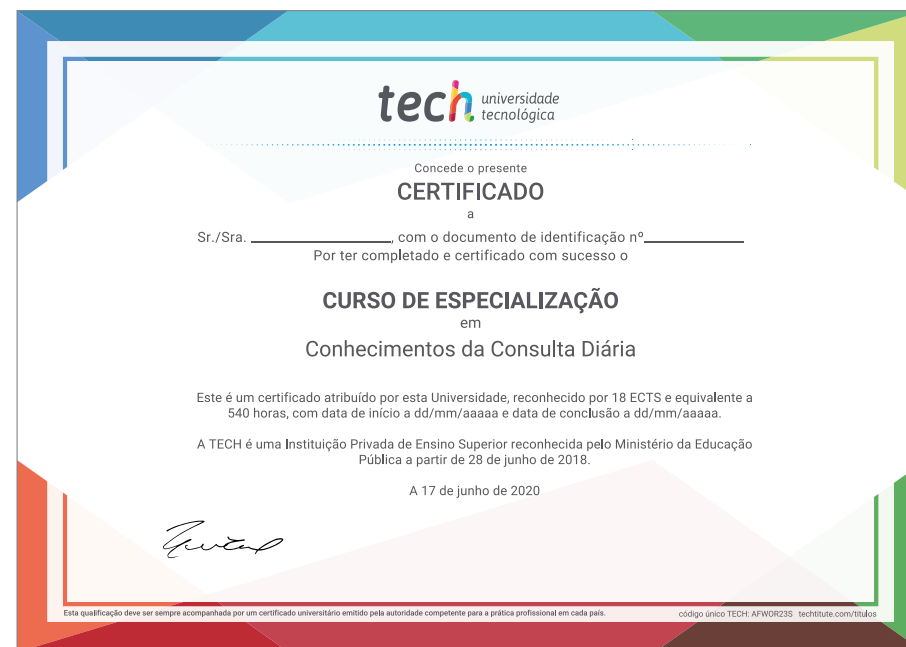 tech universidade
tecnológica
Concede o presente
CERTIFICADO
a
Sr./Sra. ____________________, com o documento de identificação nº______________
Por ter completado e certificado com sucesso o
CURSO DE ESPECIALIZAÇÃO
em
Conhecimentos da Consulta Diária
Este é um certificado atribuído por esta Universidade, reconhecido por 18 ECTS e equivalente a
540 horas, com data de início a dd/mm/aaaaa e data de conclusão a dd/mm/aaaaa.
A TECH é uma Instituição Privada de Ensino Superior reconhecida pelo Ministério da Educação
Pública a partir de 28 de junho de 2018.
A 17 de junho de 2020
Esta qualificação deve ser sempre acompanhada por um certificado universitário emitido pela autoridade competente para a prática profissional em cada país.
código único TECH: AFWOR23S techtitute.com/titulos